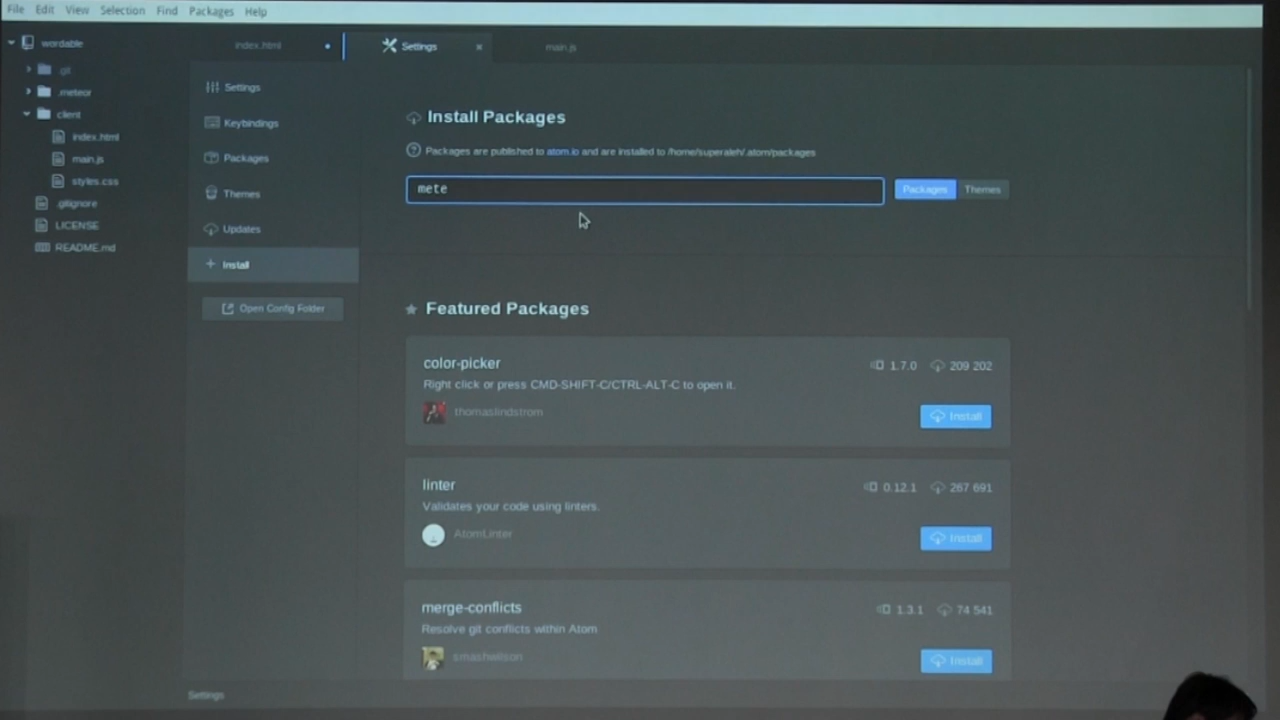 File Edit View Selection Find Packages Help
wordable
.git
.meteor
client
index.html
main.js
styles.css
.gitignore
LICENSE
README.md
index.html Settings × main.js
Settings
Keybindings
Packages
Themes
Updates
+ Install
Open Config Folder
Install Packages
Packages are published to atom.io and are installed to /home/superaleh/.atom/packages
mete
Packages Themes
Featured Packages
color-picker 1.7.0 209 202
Right click or press CMD-SHIFT-C/CTRL-ALT-C to open it.
thomaslindstrom Install
linter 0.12.1 267 691
Validates your code using linters.
AtomLinter Install
merge-conflicts 1.3.1 74 541
Resolve git conflicts within Atom
smashwilson Install
Settings